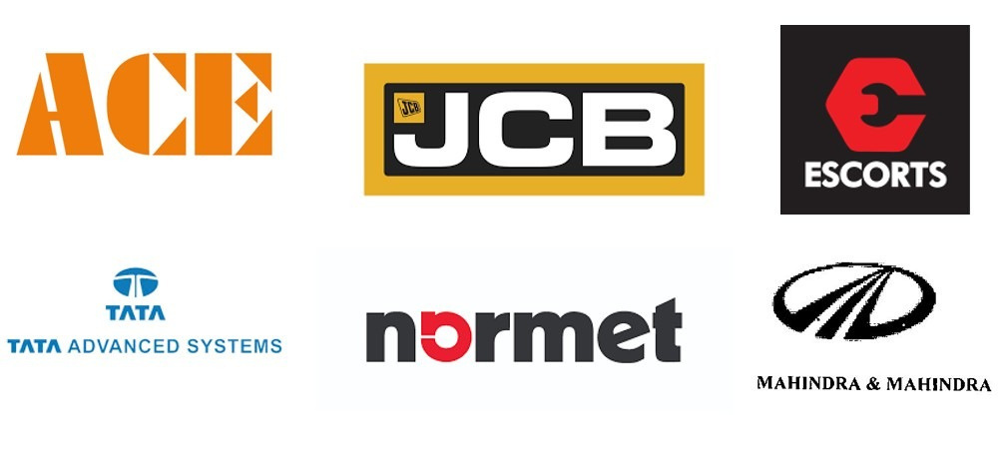 ACE
JCB
JCB
ESCORTS
TATA
TATA ADVANCED SYSTEMS
normet
MAHINDRA & MAHINDRA